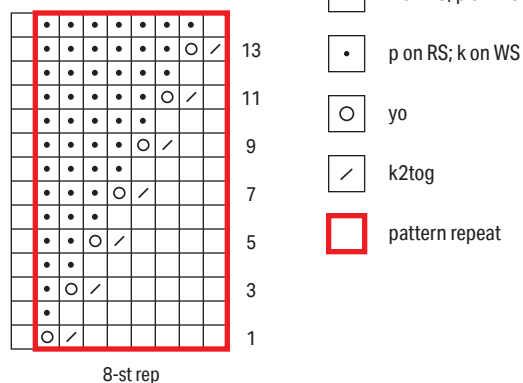 13
11
9
7
5
3
1
8-st rep
p on RS; k on WS
yo
k2tog
pattern repeat